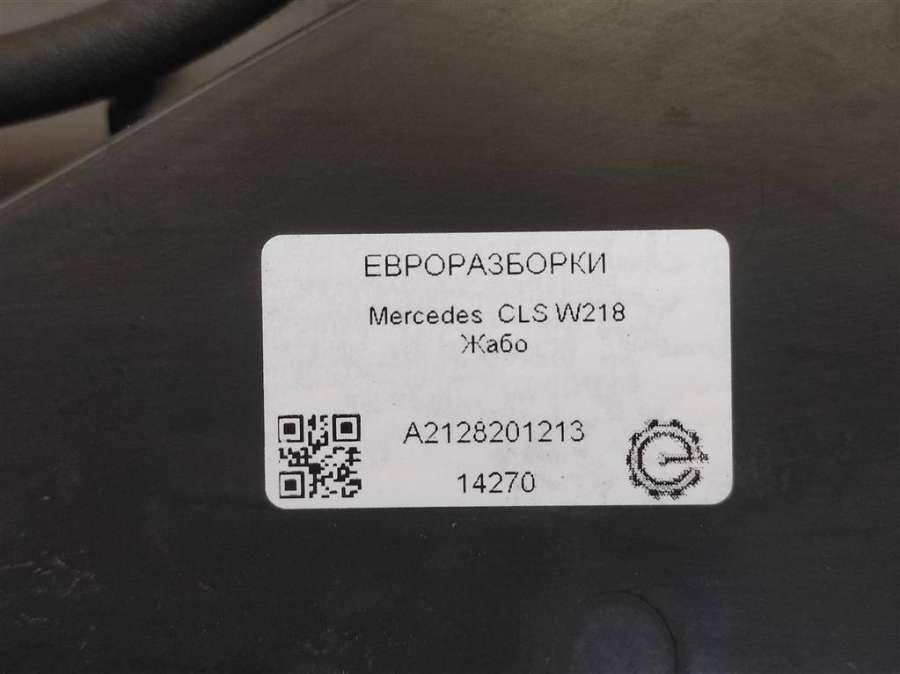 ЕВРОРАЗБОРКИ
Mercedes CLS W218
Жабо
A2128201213
14270